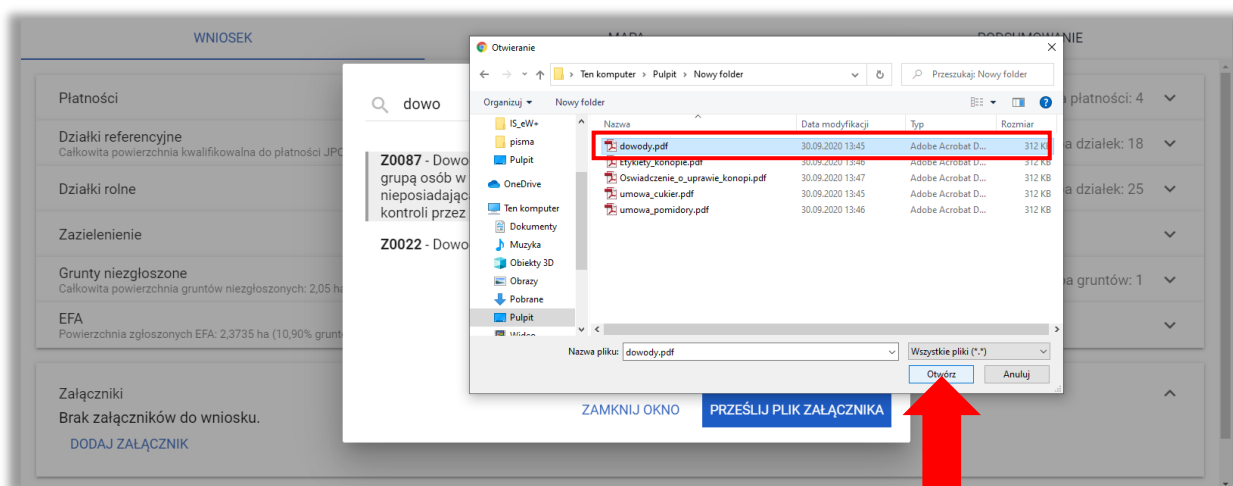 WNIOSEK
MAPA
PODSUMOWANIE
Płatności
a płatności: 4
Działki referencyjne
Całkowita powierzchnia kwalifikowalna do płatności JPO
a działek: 18
Działki rolne
a działek: 25
Zazielenienie
Grunty niezgłoszone
Całkowita powierzchnia gruntów niezgłoszonych: 2,05 ha
ba gruntów: 1
EFA
Powierzchnia zgłoszonych EFA: 2,3735 ha (10,90% grunt
Załączniki
Brak załączników do wniosku.
DODAJ ZAŁĄCZNIK
dowo
Z0087 - Dowo
grupą osób w
nieposiadając
kontroli przez
Z0022 - Dowo
ZAMKNIJ OKNO
PRZEŚLIJ PLIK ZAŁĄCZNIKA
Otwieranie
Ten komputer > Pulpit > Nowy folder
Przeszukaj: Nowy folder
Organizuj
Nowy folder
IS_eW+
pisma
Pulpit
OneDrive
Ten komputer
Dokumenty
Muzyka
Obiekty 3D
Obrazy
Pobrane
Pulpit
Wideo
Nazwa Data modyfikacji Typ Rozmiar
dowody.pdf 30.09.2020 13:45 Adobe Acrobat D... 312 KB
Etykiety_konopie.pdf 30.09.2020 13:46 Adobe Acrobat D... 312 KB
Oswiadczenie_o_uprawie_konopi.pdf 30.09.2020 13:47 Adobe Acrobat D... 312 KB
umowa_cukier.pdf 30.09.2020 13:45 Adobe Acrobat D... 312 KB
umowa_pomidory.pdf 30.09.2020 13:46 Adobe Acrobat D... 312 KB
Nazwa pliku: dowody.pdf
Wszystkie pliki (*.*)
Otwórz
Anuluj